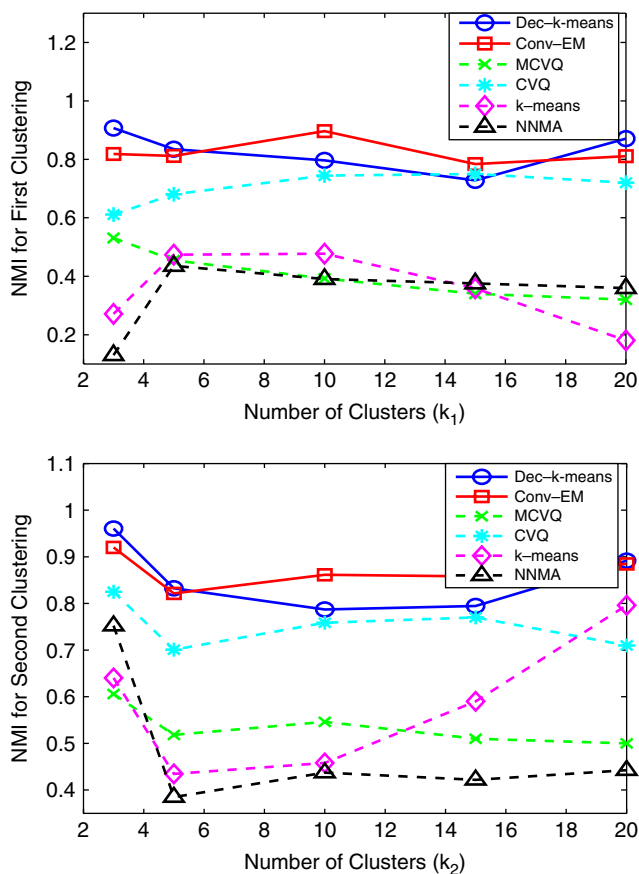 NMI for First Clustering
1.2
1
0.8
0.6
0.4
0.2
Dec–k–means
Conv–EM
MCVQ
CVQ
k–means
NNMA
2 4 6 8 10 12 14 16 18 20
Number of Clusters (k1)
NMI for Second Clustering
1.1
1
0.9
0.8
0.7
0.6
0.5
0.4
Dec–k–means
Conv–EM
MCVQ
CVQ
k–means
NNMA
2 4 6 8 10 12 14 16 18 20
Number of Clusters (k2)